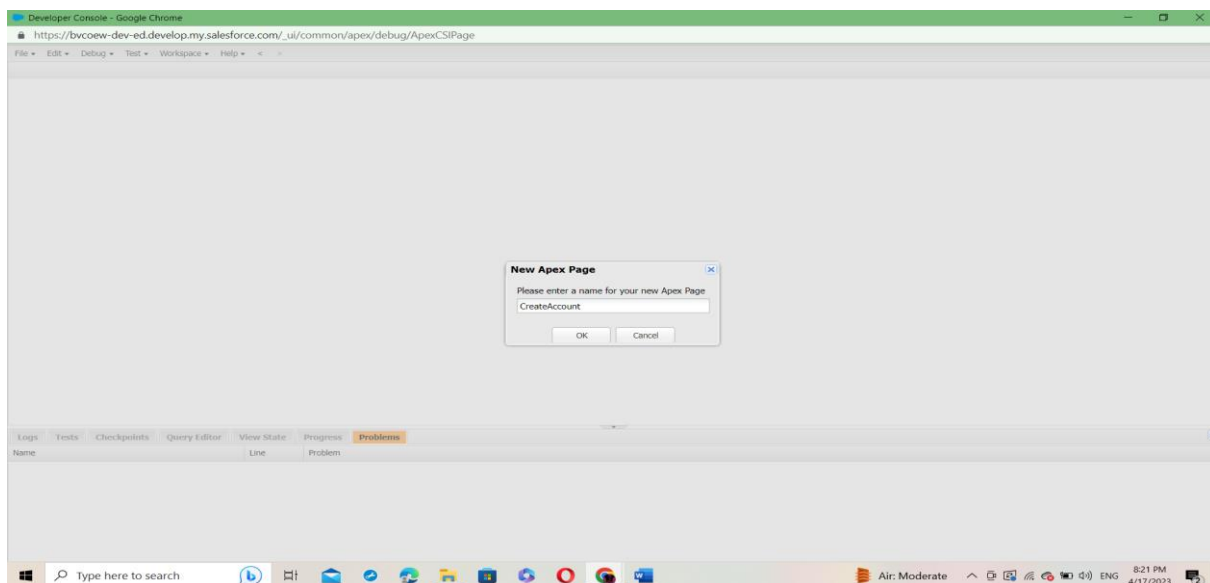 Developer Console - Google Chrome
https://bvcoew-dev-ed.develop.my.salesforce.com/_ui/common/apex/debug/ApexCSIPage
File Edit Debug Test Workspace Help < >
New Apex Page
Please enter a name for your new Apex Page
CreateAccount
OK Cancel
Logs Tests Checkpoints Query Editor View State Progress Problems
Name Line Problem
Type here to search
Air: Moderate
ENG
8:21 PM
4/17/2023